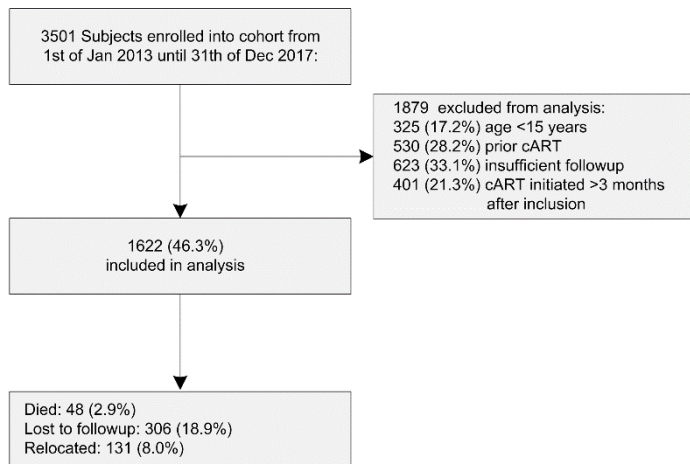 3501 Subjects enrolled into cohort from
1st of Jan 2013 until 31th of Dec 2017:
1879 excluded from analysis:
325 (17.2%) age <15 years
530 (28.2%) prior cART
623 (33.1%) insufficient followup
401 (21.3%) cART initiated >3 months
after inclusion
1622 (46.3%)
included in analysis
Died: 48 (2.9%)
Lost to followup: 306 (18.9%)
Relocated: 131 (8.0%)